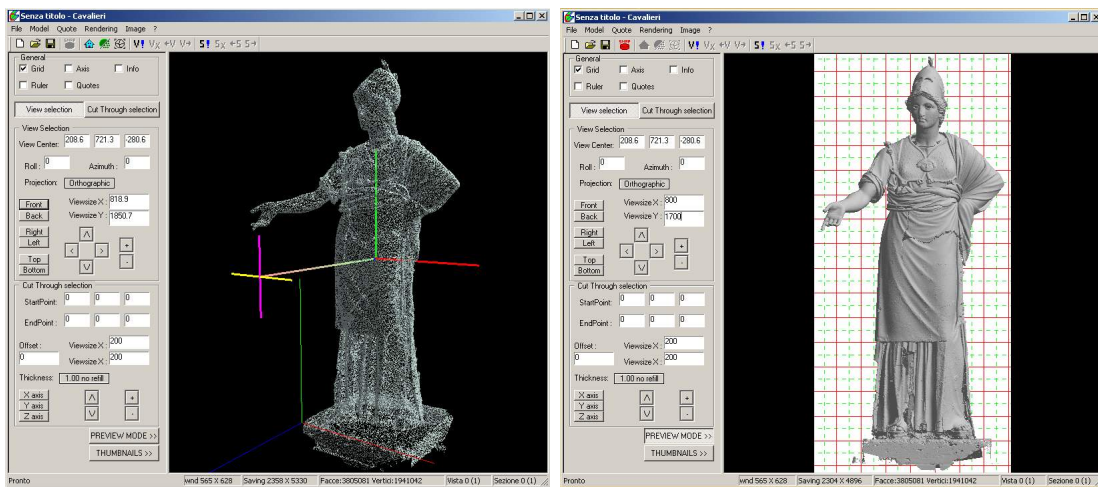 Senza titolo - Cavalieri
File Model Quote Rendering Image ?
V! Vx +V V+ S! Sx +S S+
General
Grid Axis Info
Ruler Quotes
View selection Cut Through selection
View Selection
View Center: 208.6 721.3 -280.6
Roll : 0 Azimuth : 0
Projection: Orthographic
Front Viewsize X : 818.9
Back Viewsize Y : 1850.7
Right
Left
< > + -
Top
Bottom
Cut Through selection
StartPoint: 0 0 0
EndPoint : 0 0 0
Offset : Viewsize X : 200
0 Viewsize X : 200
Thickness: 1.00 no refill
X axis
Y axis
Z axis
+ -
PREVIEW MODE >>
THUMBNAILS >>
Pronto wnd 565 X 628 Saving 2358 X 5330 Facce:3805081 Vertici:1941042 Vista 0 (1) Sezione 0 (1)
Senza titolo - Cavalieri
File Model Quote Rendering Image ?
V! Vx +V V+ S! Sx +S S+
General
Grid Axis Info
Ruler Quotes
View selection Cut Through selection
View Selection
View Center: 208.6 721.3 -280.6
Roll : 0 Azimuth : 0
Projection: Orthographic
Front Viewsize X : 800
Back Viewsize Y : 1700
Right
Left
< > + -
Top
Bottom
Cut Through selection
StartPoint: 0 0 0
EndPoint : 0 0 0
Offset : Viewsize X : 200
0 Viewsize X : 200
Thickness: 1.00 no refill
X axis
Y axis
Z axis
+ -
PREVIEW MODE >>
THUMBNAILS >>
Pronto wnd 565 X 628 Saving 2304 X 4896 Facce:3805081 Vertici:1941042 Vista 0 (1) Sezione 0 (1)